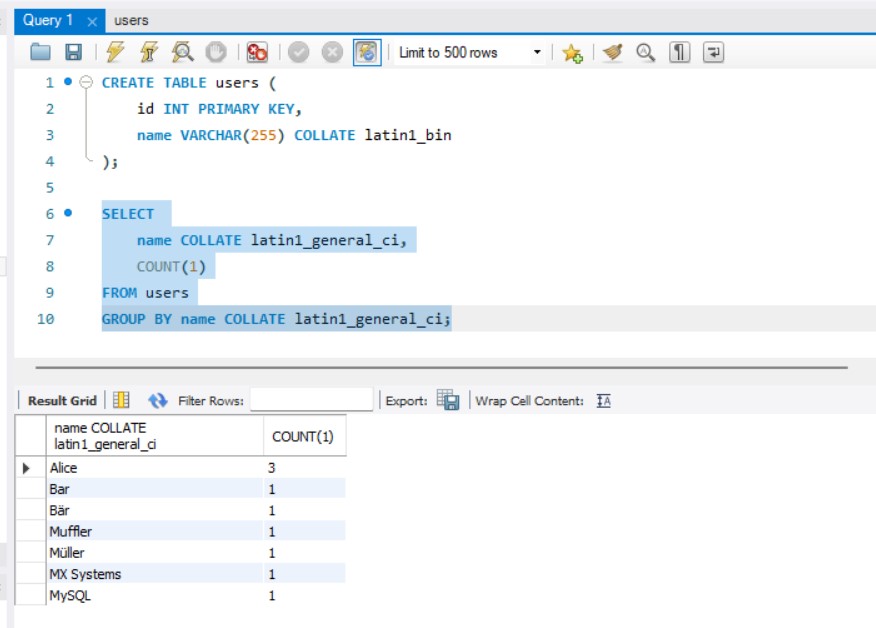 Query 1 × users
Limit to 500 rows
1 CREATE TABLE users (
2 id INT PRIMARY KEY,
3 name VARCHAR(255) COLLATE latin1_bin
4 );
5
6 SELECT
7 name COLLATE latin1_general_ci,
8 COUNT(1)
9 FROM users
10 GROUP BY name COLLATE latin1_general_ci;
Result Grid Filter Rows: Export: Wrap Cell Content: IA
name COLLATE
latin1_general_ci COUNT(1)
Alice 3
Bar 1
Bär 1
Muffler 1
Müller 1
MX Systems 1
MySQL 1